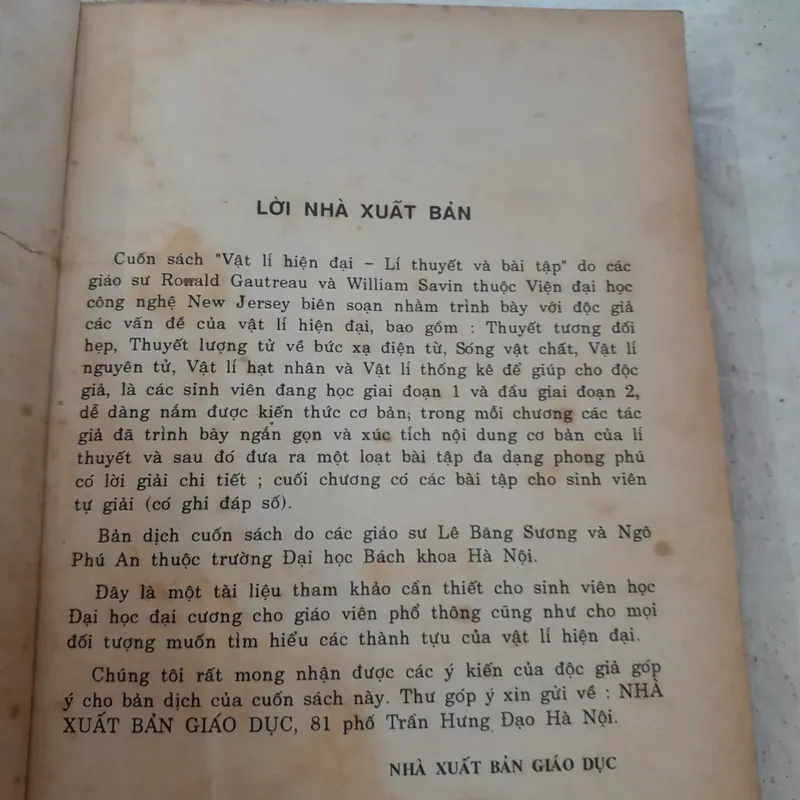 LỜI NHÀ XUẤT BẢN
Cuốn sách "Vật lí hiện đại – Lí thuyết và bài tập" do các
giáo sư Ronald Gautreau và William Savin thuộc Viện đại học
công nghệ New Jersey biên soạn nhằm trình bày với độc giả
các vấn đề của vật lí hiện đại, bao gồm : Thuyết tương đối
hẹp, Thuyết lượng tử về bức xạ điện từ, Sóng vật chất, Vật lí
nguyên tử, Vật lí hạt nhân và Vật lí thống kê để giúp cho độc
giả, là các sinh viên đang học giai đoạn 1 và đầu giai đoạn 2,
dễ dàng nắm được kiến thức cơ bản; trong mỗi chương các tác
giả đã trình bày ngắn gọn và xúc tích nội dung cơ bản của lí
thuyết và sau đó đưa ra một loạt bài tập đa dạng phong phú
có lời giải chi tiết ; cuối chương có các bài tập cho sinh viên
tự giải (có ghi đáp số).
Bản dịch cuốn sách do các giáo sư Lê Băng Sương và Ngô
Phú An thuộc trường Đại học Bách khoa Hà Nội.
Đây là một tài liệu tham khảo cần thiết cho sinh viên học
Đại học đại cương cho giáo viên phổ thông cũng như cho mọi
đối tượng muốn tìm hiểu các thành tựu của vật lí hiện đại.
Chúng tôi rất mong nhận được các ý kiến của độc giả góp
ý cho bản dịch của cuốn sách này. Thư góp ý xin gửi về : NHÀ
XUẤT BẢN GIÁO DỤC, 81 phố Trần Hưng Đạo Hà Nội.
NHÀ XUẤT BẢN GIÁO DỤC